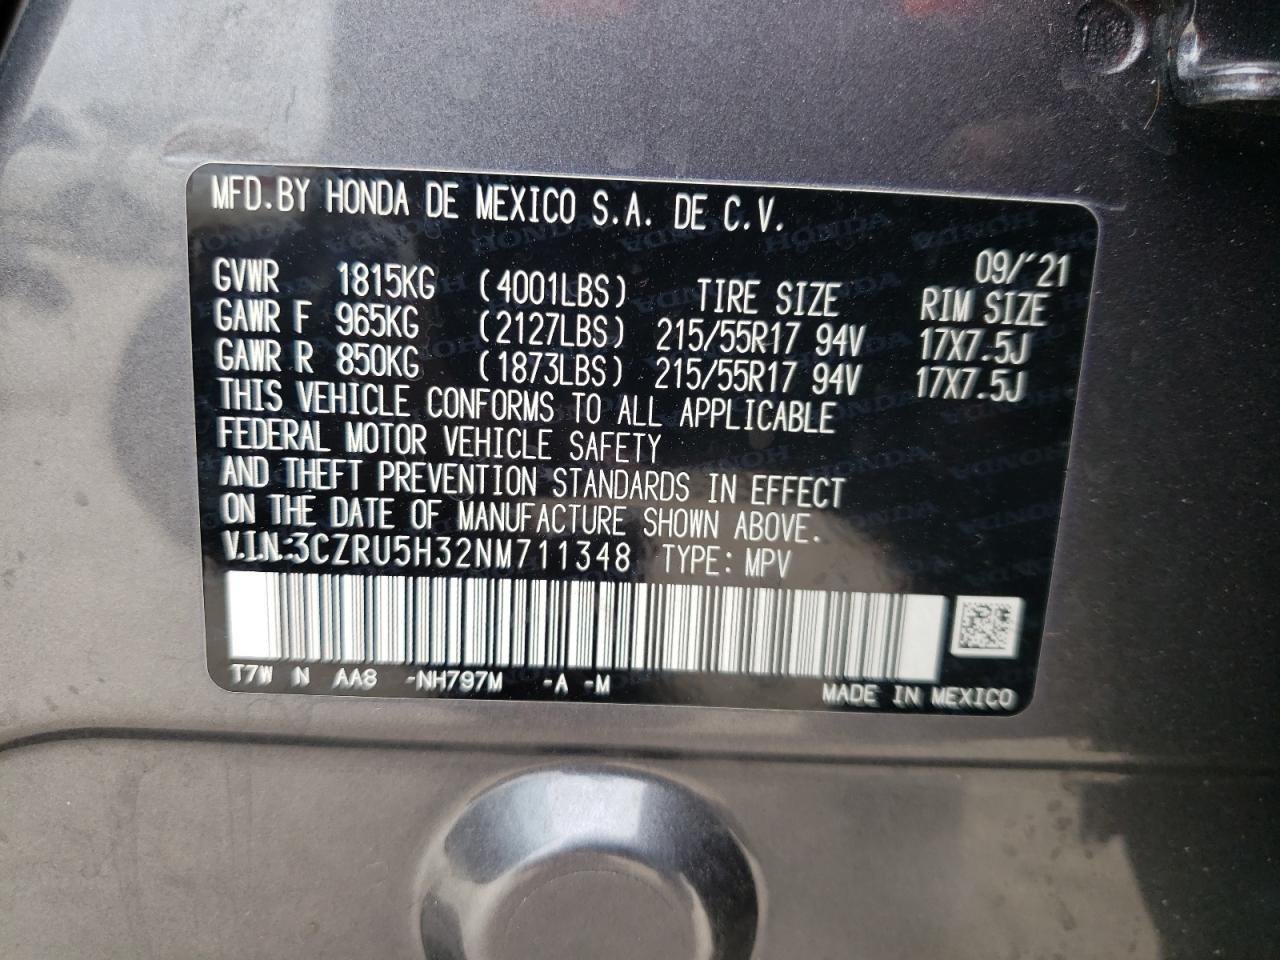 MFD.BY HONDA DE MEXICO S.A. DE C.V.
09/'21
GVWR 1815KG (4001LBS) TIRE SIZE RIM SIZE
GAWR F 965KG (2127LBS) 215/55R17 94V 17X7.5J
GAWR R 850KG (1873LBS) 215/55R17 94V 17X7.5J
THIS VEHICLE CONFORMS TO ALL APPLICABLE
FEDERAL MOTOR VEHICLE SAFETY
AND THEFT PREVENTION STANDARDS IN EFFECT
ON THE DATE OF MANUFACTURE SHOWN ABOVE.
V.I.N.:3CZRU5H32NM711348 TYPE: MPV
T7W N AA8 -NH797M -A -M
MADE IN MEXICO